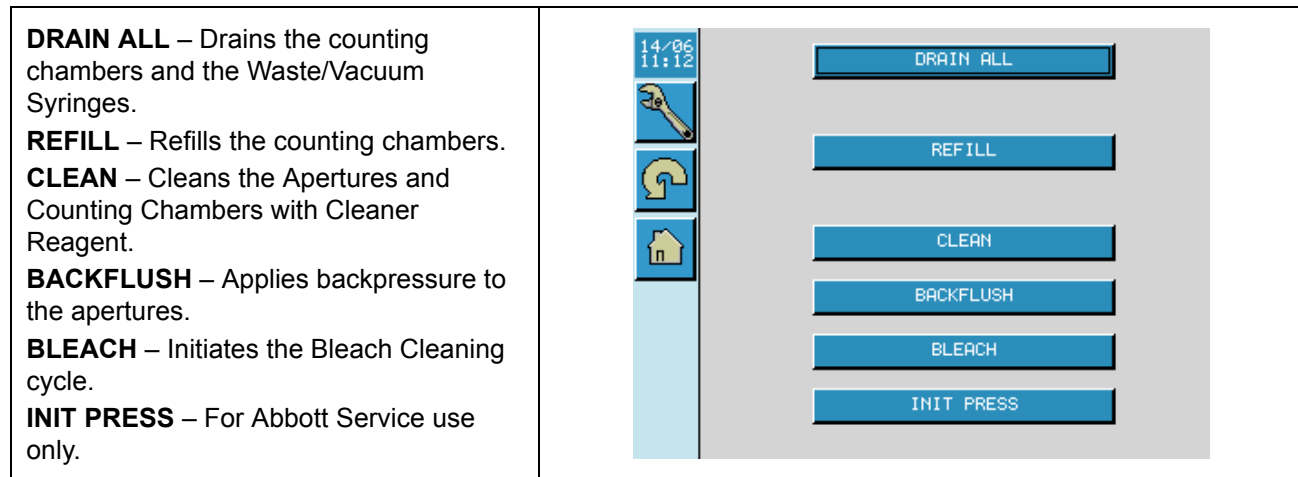 DRAIN ALL – Drains the counting
chambers and the Waste/Vacuum
Syringes.
REFILL – Refills the counting chambers.
CLEAN – Cleans the Apertures and
Counting Chambers with Cleaner
Reagent.
BACKFLUSH – Applies backpressure to
the apertures.
BLEACH – Initiates the Bleach Cleaning
cycle.
INIT PRESS – For Abbott Service use
only.
14/06
11:12
DRAIN ALL
REFILL
CLEAN
BACKFLUSH
BLEACH
INIT PRESS